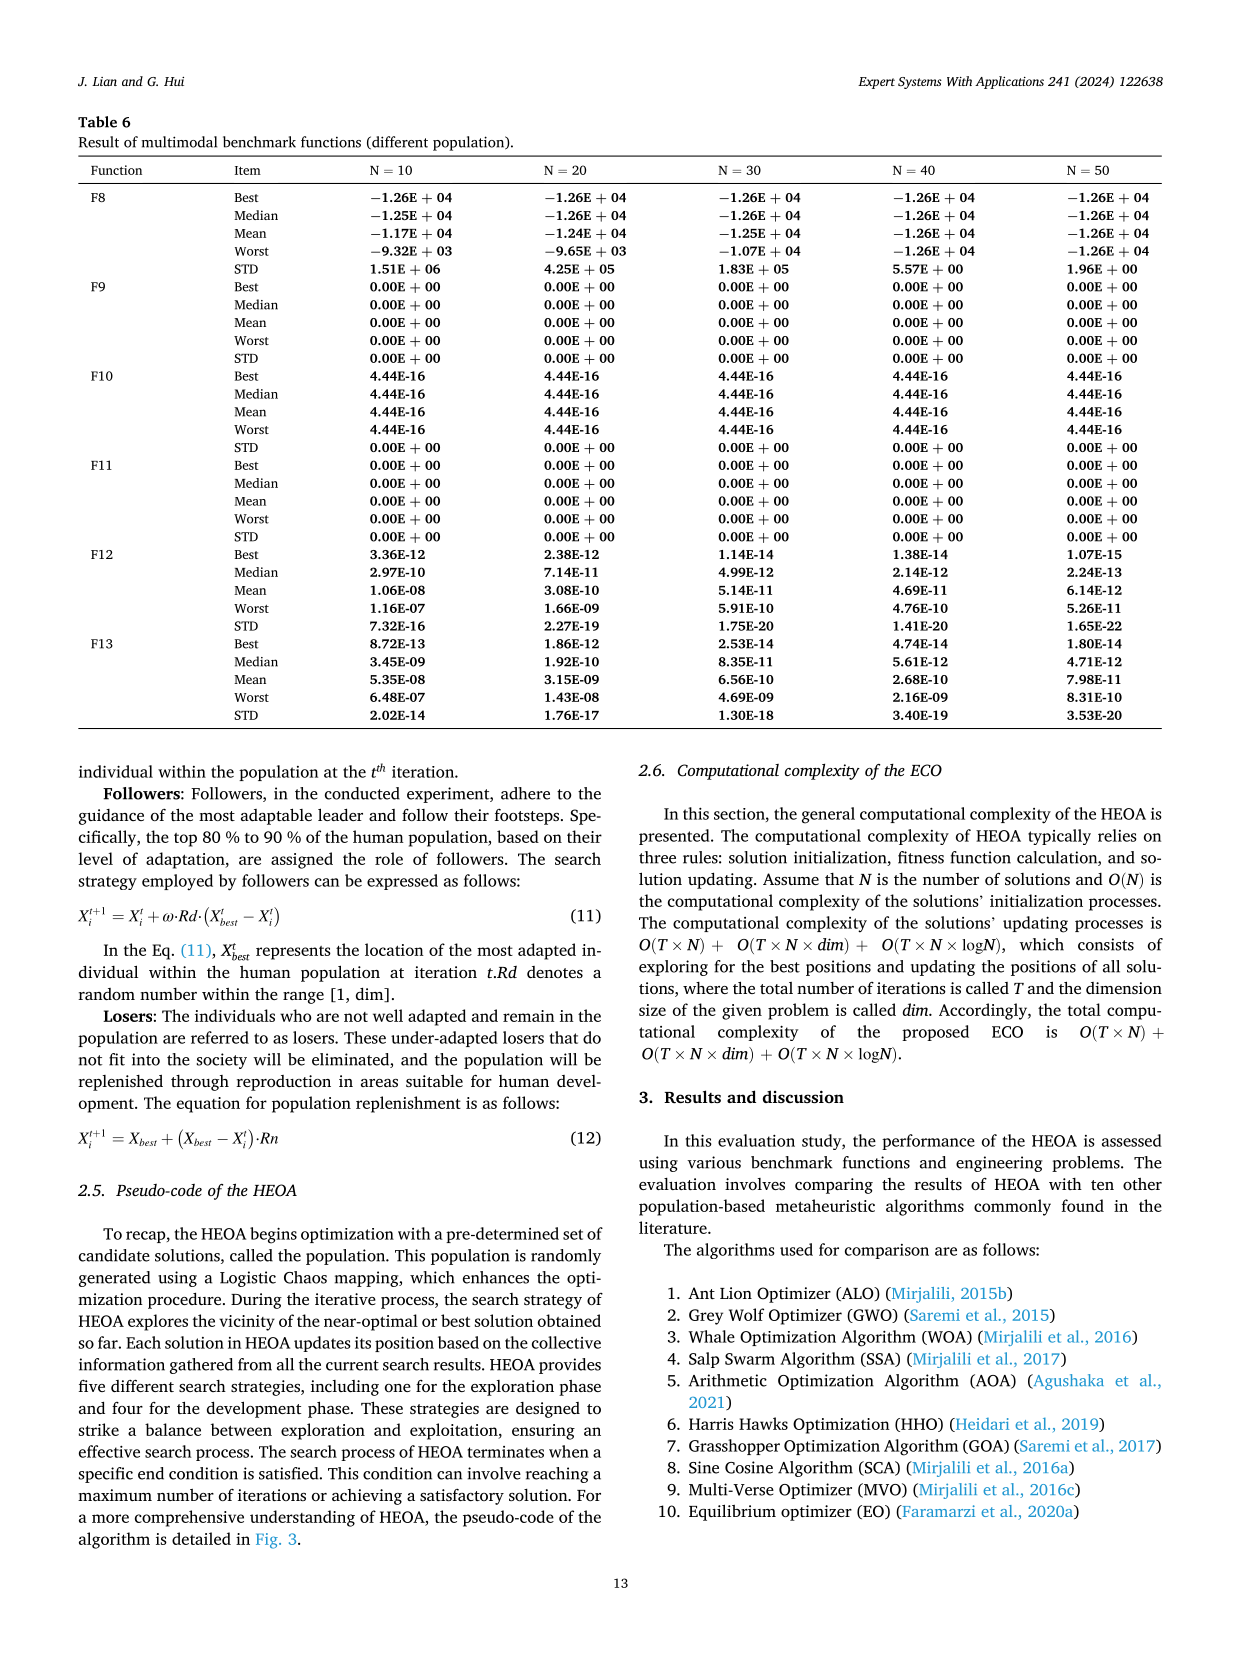 J. Lian and G. Hui
Expert Systems With Applications 241 (2024) 122638
Table 6
Result of multimodal benchmark functions (different population).
Function Item N = 10 N = 20 N = 30 N = 40 N = 50
F8 Best −1.26E + 04 −1.26E + 04 −1.26E + 04 −1.26E + 04 −1.26E + 04
Median −1.25E + 04 −1.26E + 04 −1.26E + 04 −1.26E + 04 −1.26E + 04
Mean −1.17E + 04 −1.24E + 04 −1.25E + 04 −1.26E + 04 −1.26E + 04
Worst −9.32E + 03 −9.65E + 03 −1.07E + 04 −1.26E + 04 −1.26E + 04
STD 1.51E + 06 4.25E + 05 1.83E + 05 5.57E + 00 1.96E + 00
F9 Best 0.00E + 00 0.00E + 00 0.00E + 00 0.00E + 00 0.00E + 00
Median 0.00E + 00 0.00E + 00 0.00E + 00 0.00E + 00 0.00E + 00
Mean 0.00E + 00 0.00E + 00 0.00E + 00 0.00E + 00 0.00E + 00
Worst 0.00E + 00 0.00E + 00 0.00E + 00 0.00E + 00 0.00E + 00
STD 0.00E + 00 0.00E + 00 0.00E + 00 0.00E + 00 0.00E + 00
F10 Best 4.44E-16 4.44E-16 4.44E-16 4.44E-16 4.44E-16
Median 4.44E-16 4.44E-16 4.44E-16 4.44E-16 4.44E-16
Mean 4.44E-16 4.44E-16 4.44E-16 4.44E-16 4.44E-16
Worst 4.44E-16 4.44E-16 4.44E-16 4.44E-16 4.44E-16
STD 0.00E + 00 0.00E + 00 0.00E + 00 0.00E + 00 0.00E + 00
F11 Best 0.00E + 00 0.00E + 00 0.00E + 00 0.00E + 00 0.00E + 00
Median 0.00E + 00 0.00E + 00 0.00E + 00 0.00E + 00 0.00E + 00
Mean 0.00E + 00 0.00E + 00 0.00E + 00 0.00E + 00 0.00E + 00
Worst 0.00E + 00 0.00E + 00 0.00E + 00 0.00E + 00 0.00E + 00
STD 0.00E + 00 0.00E + 00 0.00E + 00 0.00E + 00 0.00E + 00
F12 Best 3.36E-12 2.38E-12 1.14E-14 1.38E-14 1.07E-15
Median 2.97E-10 7.14E-11 4.99E-12 2.14E-12 2.24E-13
Mean 1.06E-08 3.08E-10 5.14E-11 4.69E-11 6.14E-12
Worst 1.16E-07 1.66E-09 5.91E-10 4.76E-10 5.26E-11
STD 7.32E-16 2.27E-19 1.75E-20 1.41E-20 1.65E-22
F13 Best 8.72E-13 1.86E-12 2.53E-14 4.74E-14 1.80E-14
Median 3.45E-09 1.92E-10 8.35E-11 5.61E-12 4.71E-12
Mean 5.35E-08 3.15E-09 6.56E-10 2.68E-10 7.98E-11
Worst 6.48E-07 1.43E-08 4.69E-09 2.16E-09 8.31E-10
STD 2.02E-14 1.76E-17 1.30E-18 3.40E-19 3.53E-20
individual within the population at the t^th iteration.
Followers: Followers, in the conducted experiment, adhere to the
guidance of the most adaptable leader and follow their footsteps. Spe-
cifically, the top 80 % to 90 % of the human population, based on their
level of adaptation, are assigned the role of followers. The search
strategy employed by followers can be expressed as follows:
X_i^{t+1} = X_i^t + ω·Rd·(X_best^t − X_i^t) (11)
In the Eq. (11), X_best^t represents the location of the most adapted in-
dividual within the human population at iteration t.Rd denotes a
random number within the range [1, dim].
Losers: The individuals who are not well adapted and remain in the
population are referred to as losers. These under-adapted losers that do
not fit into the society will be eliminated, and the population will be
replenished through reproduction in areas suitable for human devel-
opment. The equation for population replenishment is as follows:
X_i^{t+1} = X_best + (X_best − X_i^t)·Rn (12)
2.5. Pseudo-code of the HEOA
To recap, the HEOA begins optimization with a pre-determined set of
candidate solutions, called the population. This population is randomly
generated using a Logistic Chaos mapping, which enhances the opti-
mization procedure. During the iterative process, the search strategy of
HEOA explores the vicinity of the near-optimal or best solution obtained
so far. Each solution in HEOA updates its position based on the collective
information gathered from all the current search results. HEOA provides
five different search strategies, including one for the exploration phase
and four for the development phase. These strategies are designed to
strike a balance between exploration and exploitation, ensuring an
effective search process. The search process of HEOA terminates when a
specific end condition is satisfied. This condition can involve reaching a
maximum number of iterations or achieving a satisfactory solution. For
a more comprehensive understanding of HEOA, the pseudo-code of the
algorithm is detailed in Fig. 3.
2.6. Computational complexity of the ECO
In this section, the general computational complexity of the HEOA is
presented. The computational complexity of HEOA typically relies on
three rules: solution initialization, fitness function calculation, and so-
lution updating. Assume that N is the number of solutions and O(N) is
the computational complexity of the solutions' initialization processes.
The computational complexity of the solutions' updating processes is
O(T × N) + O(T × N × dim) + O(T × N × logN), which consists of
exploring for the best positions and updating the positions of all solu-
tions, where the total number of iterations is called T and the dimension
size of the given problem is called dim. Accordingly, the total compu-
tational complexity of the proposed ECO is O(T × N) +
O(T × N × dim) + O(T × N × logN).
3. Results and discussion
In this evaluation study, the performance of the HEOA is assessed
using various benchmark functions and engineering problems. The
evaluation involves comparing the results of HEOA with ten other
population-based metaheuristic algorithms commonly found in the
literature.
The algorithms used for comparison are as follows:
1. Ant Lion Optimizer (ALO) (Mirjalili, 2015b)
2. Grey Wolf Optimizer (GWO) (Saremi et al., 2015)
3. Whale Optimization Algorithm (WOA) (Mirjalili et al., 2016)
4. Salp Swarm Algorithm (SSA) (Mirjalili et al., 2017)
5. Arithmetic Optimization Algorithm (AOA) (Agushaka et al.,
2021)
6. Harris Hawks Optimization (HHO) (Heidari et al., 2019)
7. Grasshopper Optimization Algorithm (GOA) (Saremi et al., 2017)
8. Sine Cosine Algorithm (SCA) (Mirjalili et al., 2016a)
9. Multi-Verse Optimizer (MVO) (Mirjalili et al., 2016c)
10. Equilibrium optimizer (EO) (Faramarzi et al., 2020a)
13